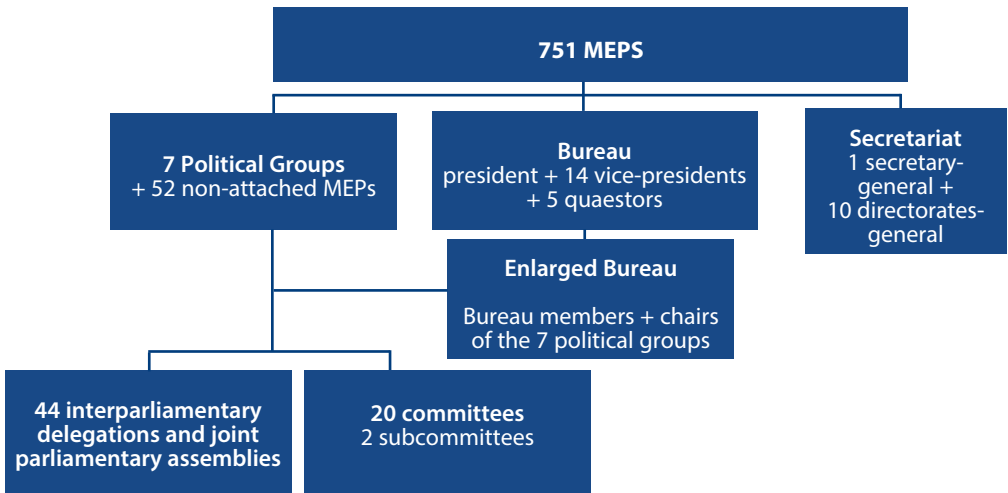 751 MEPS
7 Political Groups
+ 52 non-attached MEPs
Bureau
president + 14 vice-presidents
+ 5 quaestors
Secretariat
1 secretary-
general +
10 directorates-
general
Enlarged Bureau
Bureau members + chairs
of the 7 political groups
44 interparliamentary
delegations and joint
parliamentary assemblies
20 committees
2 subcommittees